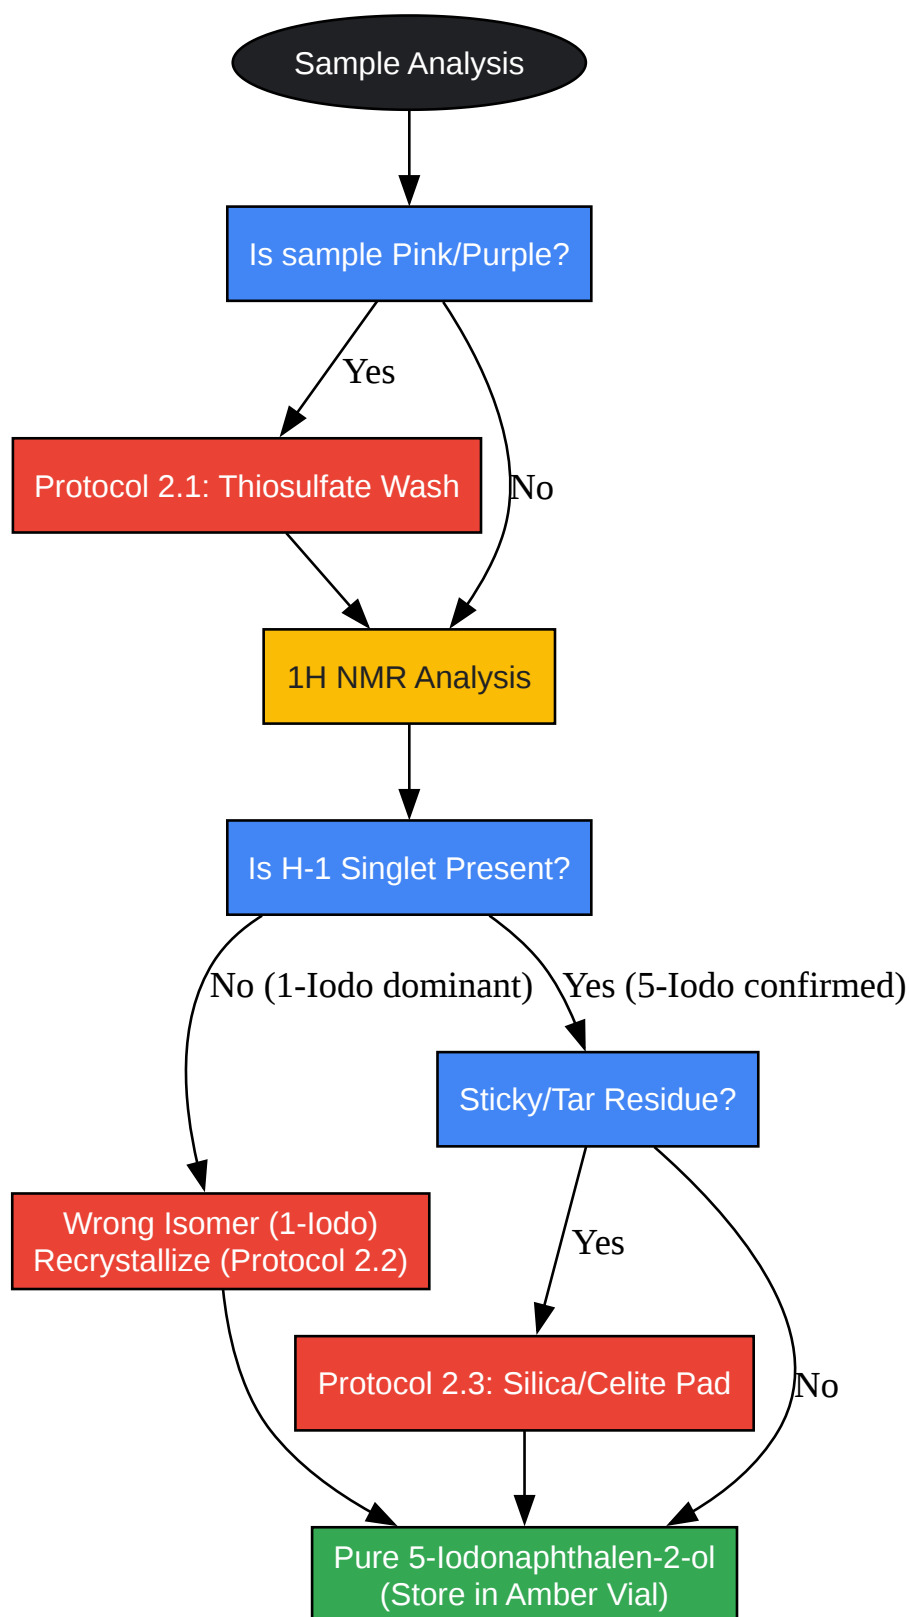 Sample Analysis
Is sample Pink/Purple?
Yes
Protocol 2.1: Thiosulfate Wash
No
1H NMR Analysis
Is H-1 Singlet Present?
No (1-Iodo dominant)
Yes (5-Iodo confirmed)
Sticky/Tar Residue?
Wrong Isomer (1-Iodo)
Recrystallize (Protocol 2.2)
Yes
Protocol 2.3: Silica/Celite Pad
No
Pure 5-Iodonaphthalen-2-ol
(Store in Amber Vial)